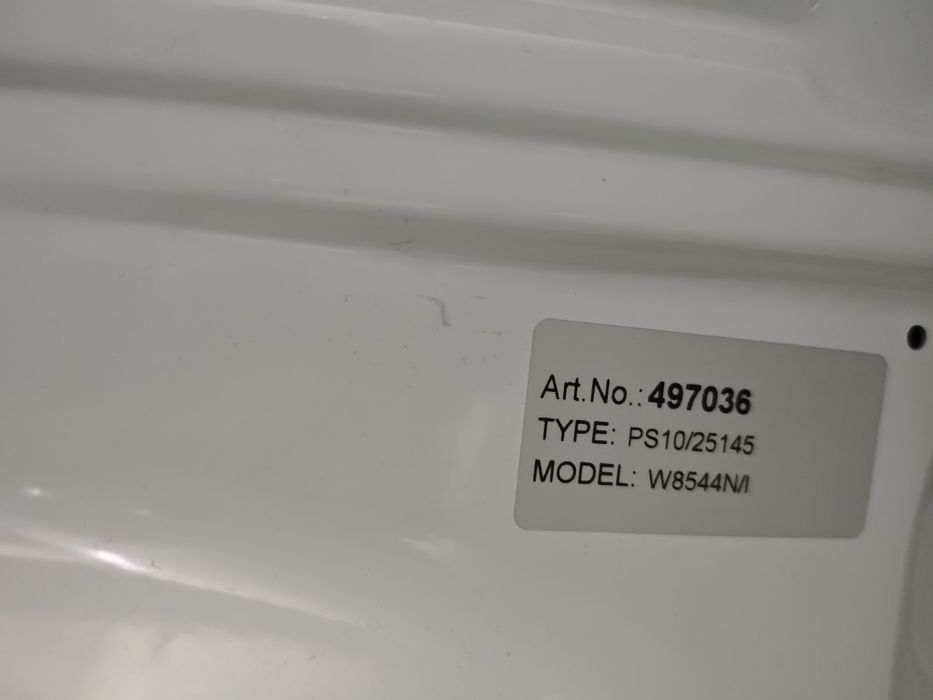 Art.No.: 497036
TYPE: PS10/25145
MODEL: W8544N/I